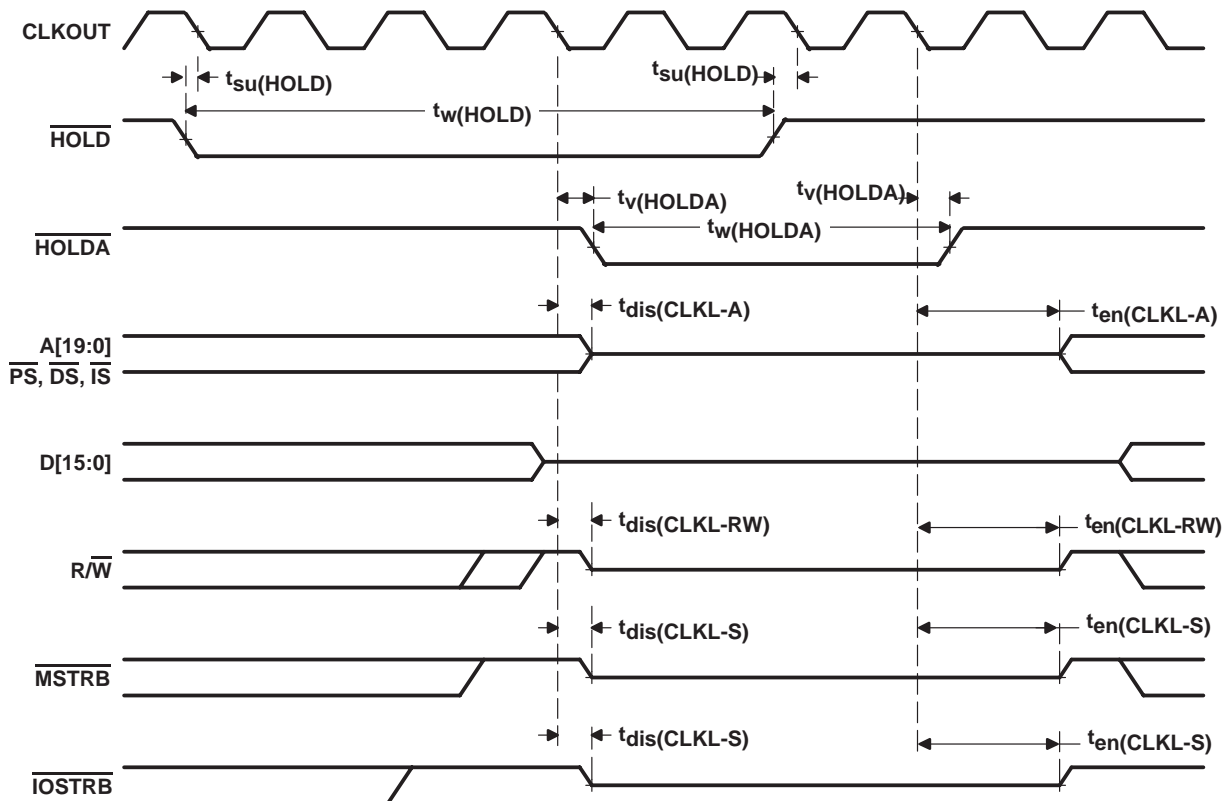 CLKOUT
tsu(HOLD)
tsu(HOLD)
tw(HOLD)
HOLD
tv(HOLDA)
tv(HOLDA)
tw(HOLDA)
HOLDA
tdis(CLKL-A)
ten(CLKL-A)
A[19:0]
PS, DS, IS
D[15:0]
tdis(CLKL-RW)
ten(CLKL-RW)
R/W
tdis(CLKL-S)
ten(CLKL-S)
MSTRB
tdis(CLKL-S)
ten(CLKL-S)
IOSTRB